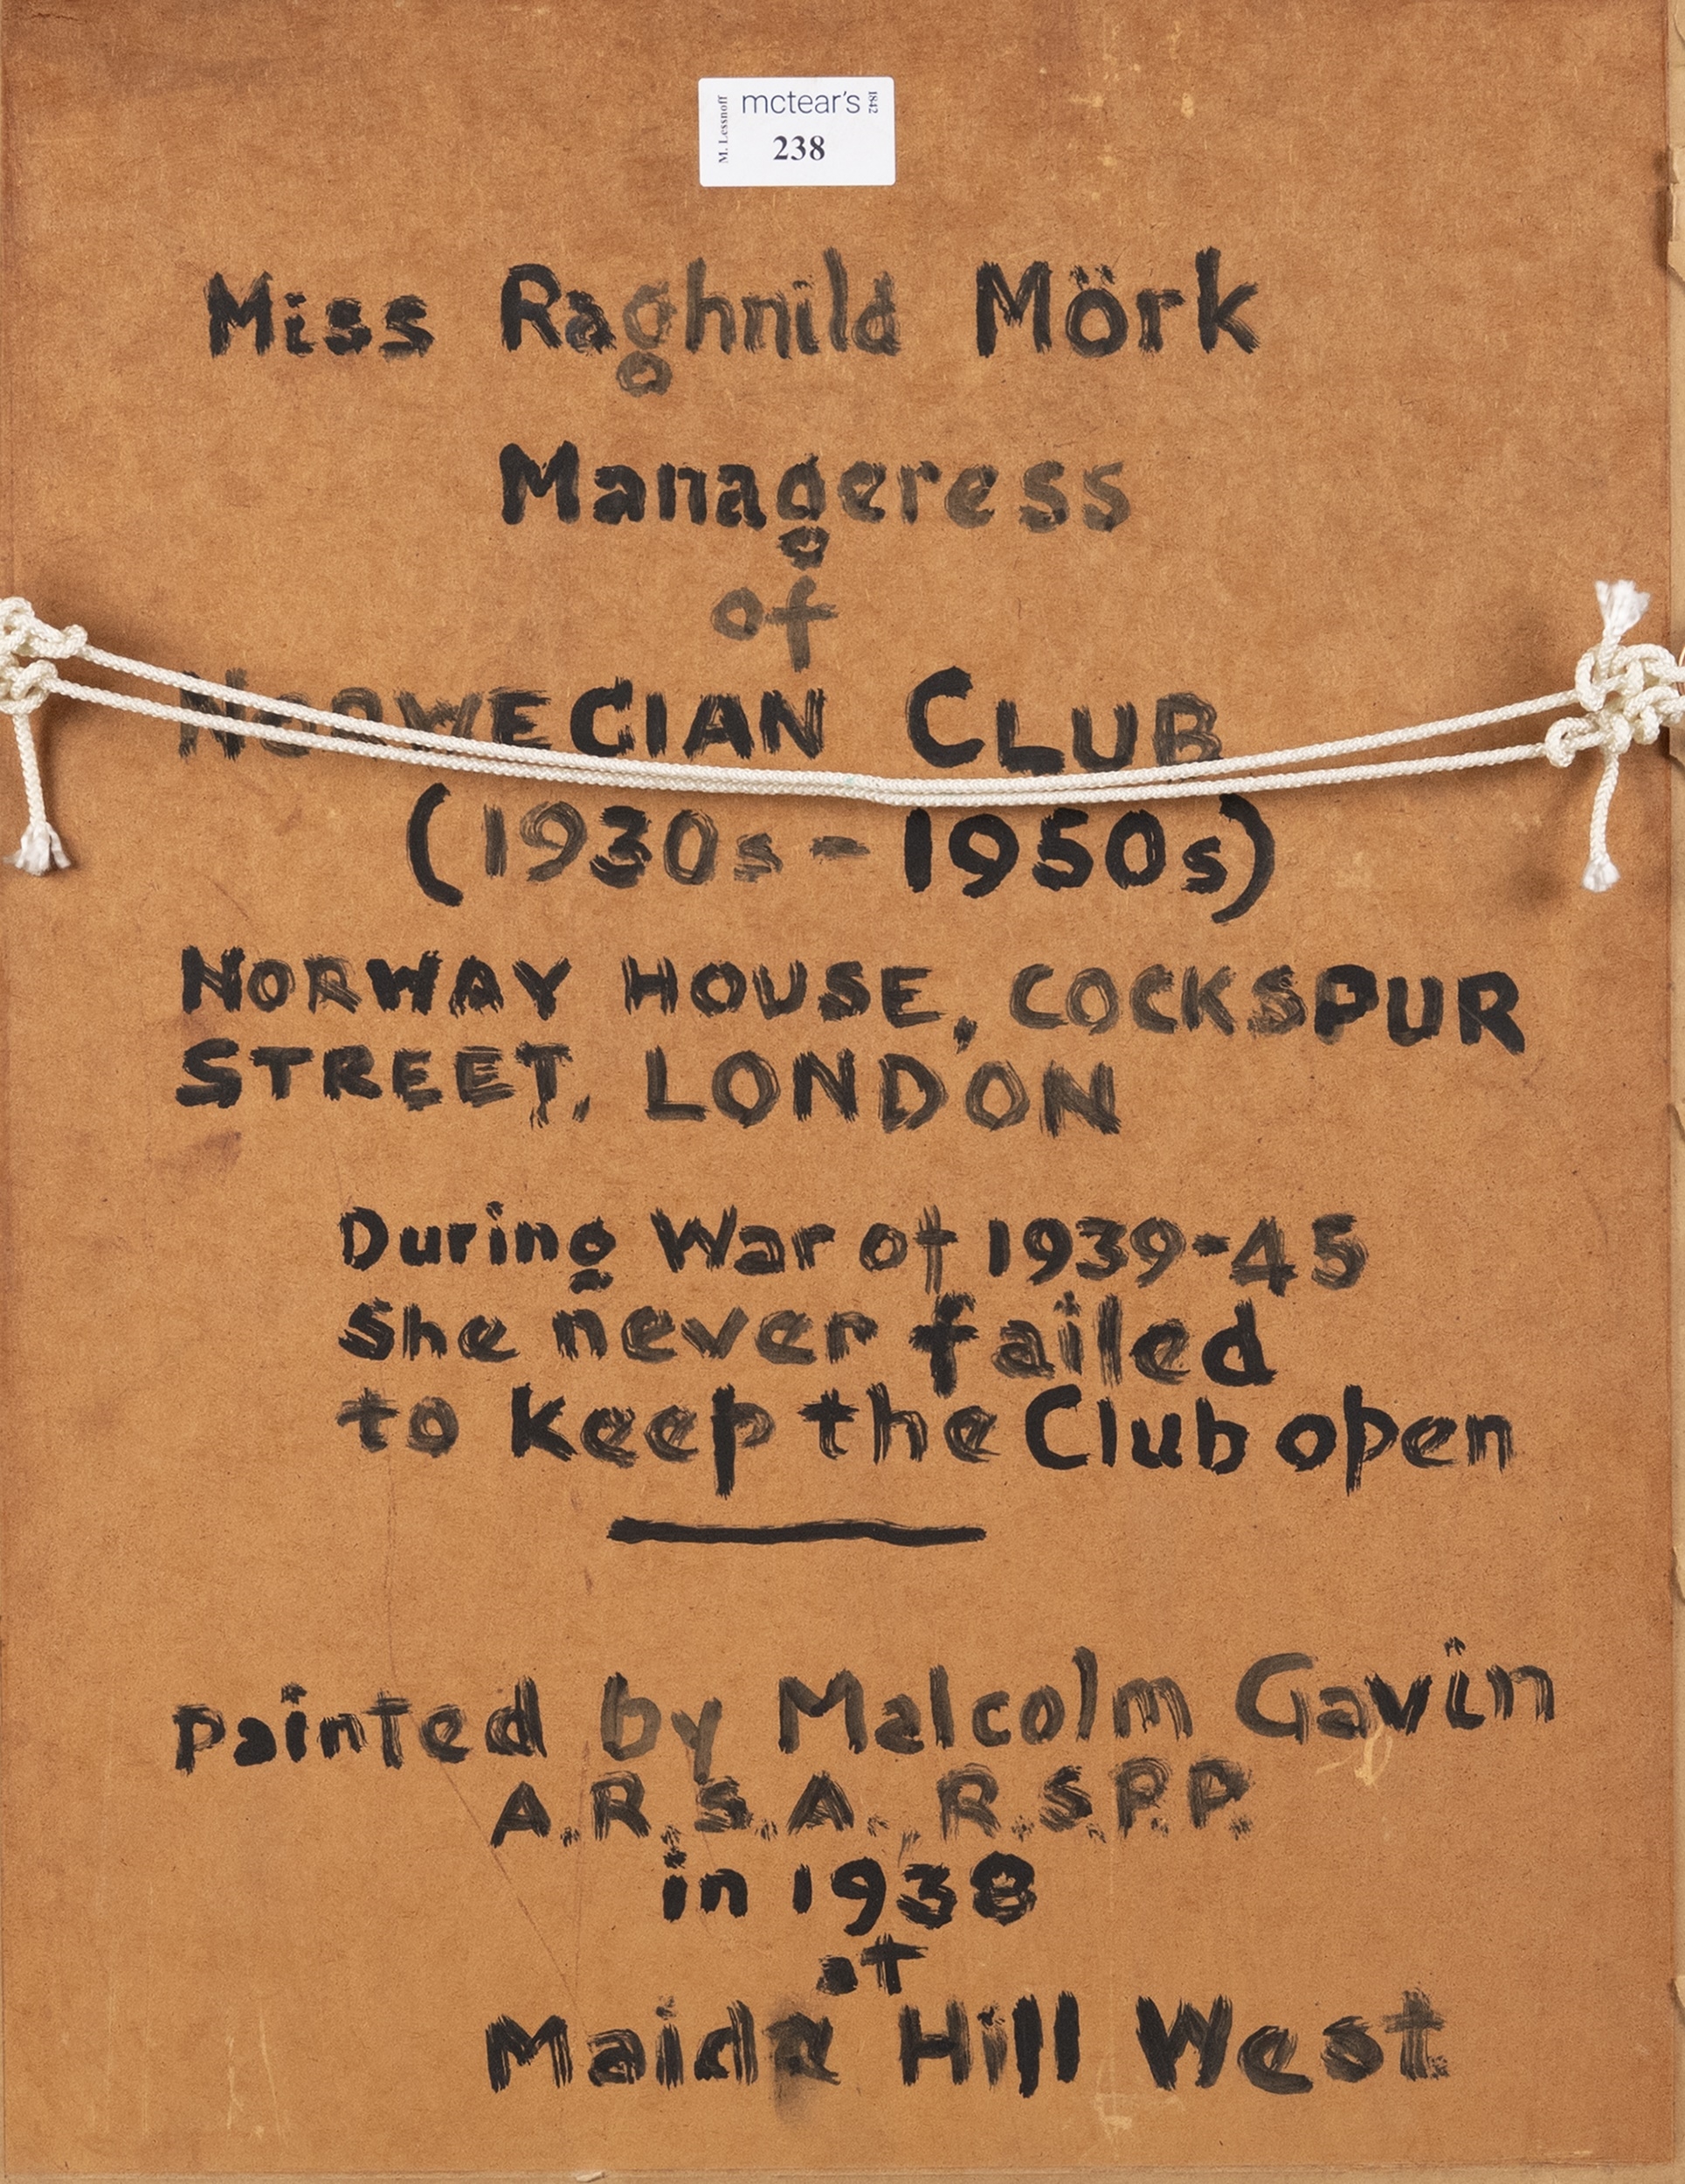 M. Lessnoff
mctear's
1842
238
Miss Raghnild Mörk
Manageress
of
NORWEGIAN CLUB
(1930s - 1950s)
NORWAY HOUSE, COCKSPUR
STREET, LONDON
During War of 1939-45
She never failed
to keep the Club open
Painted by Malcolm Gavin
A.R.S.A., R.S.P.P.
in 1938
at
Maida Hill West